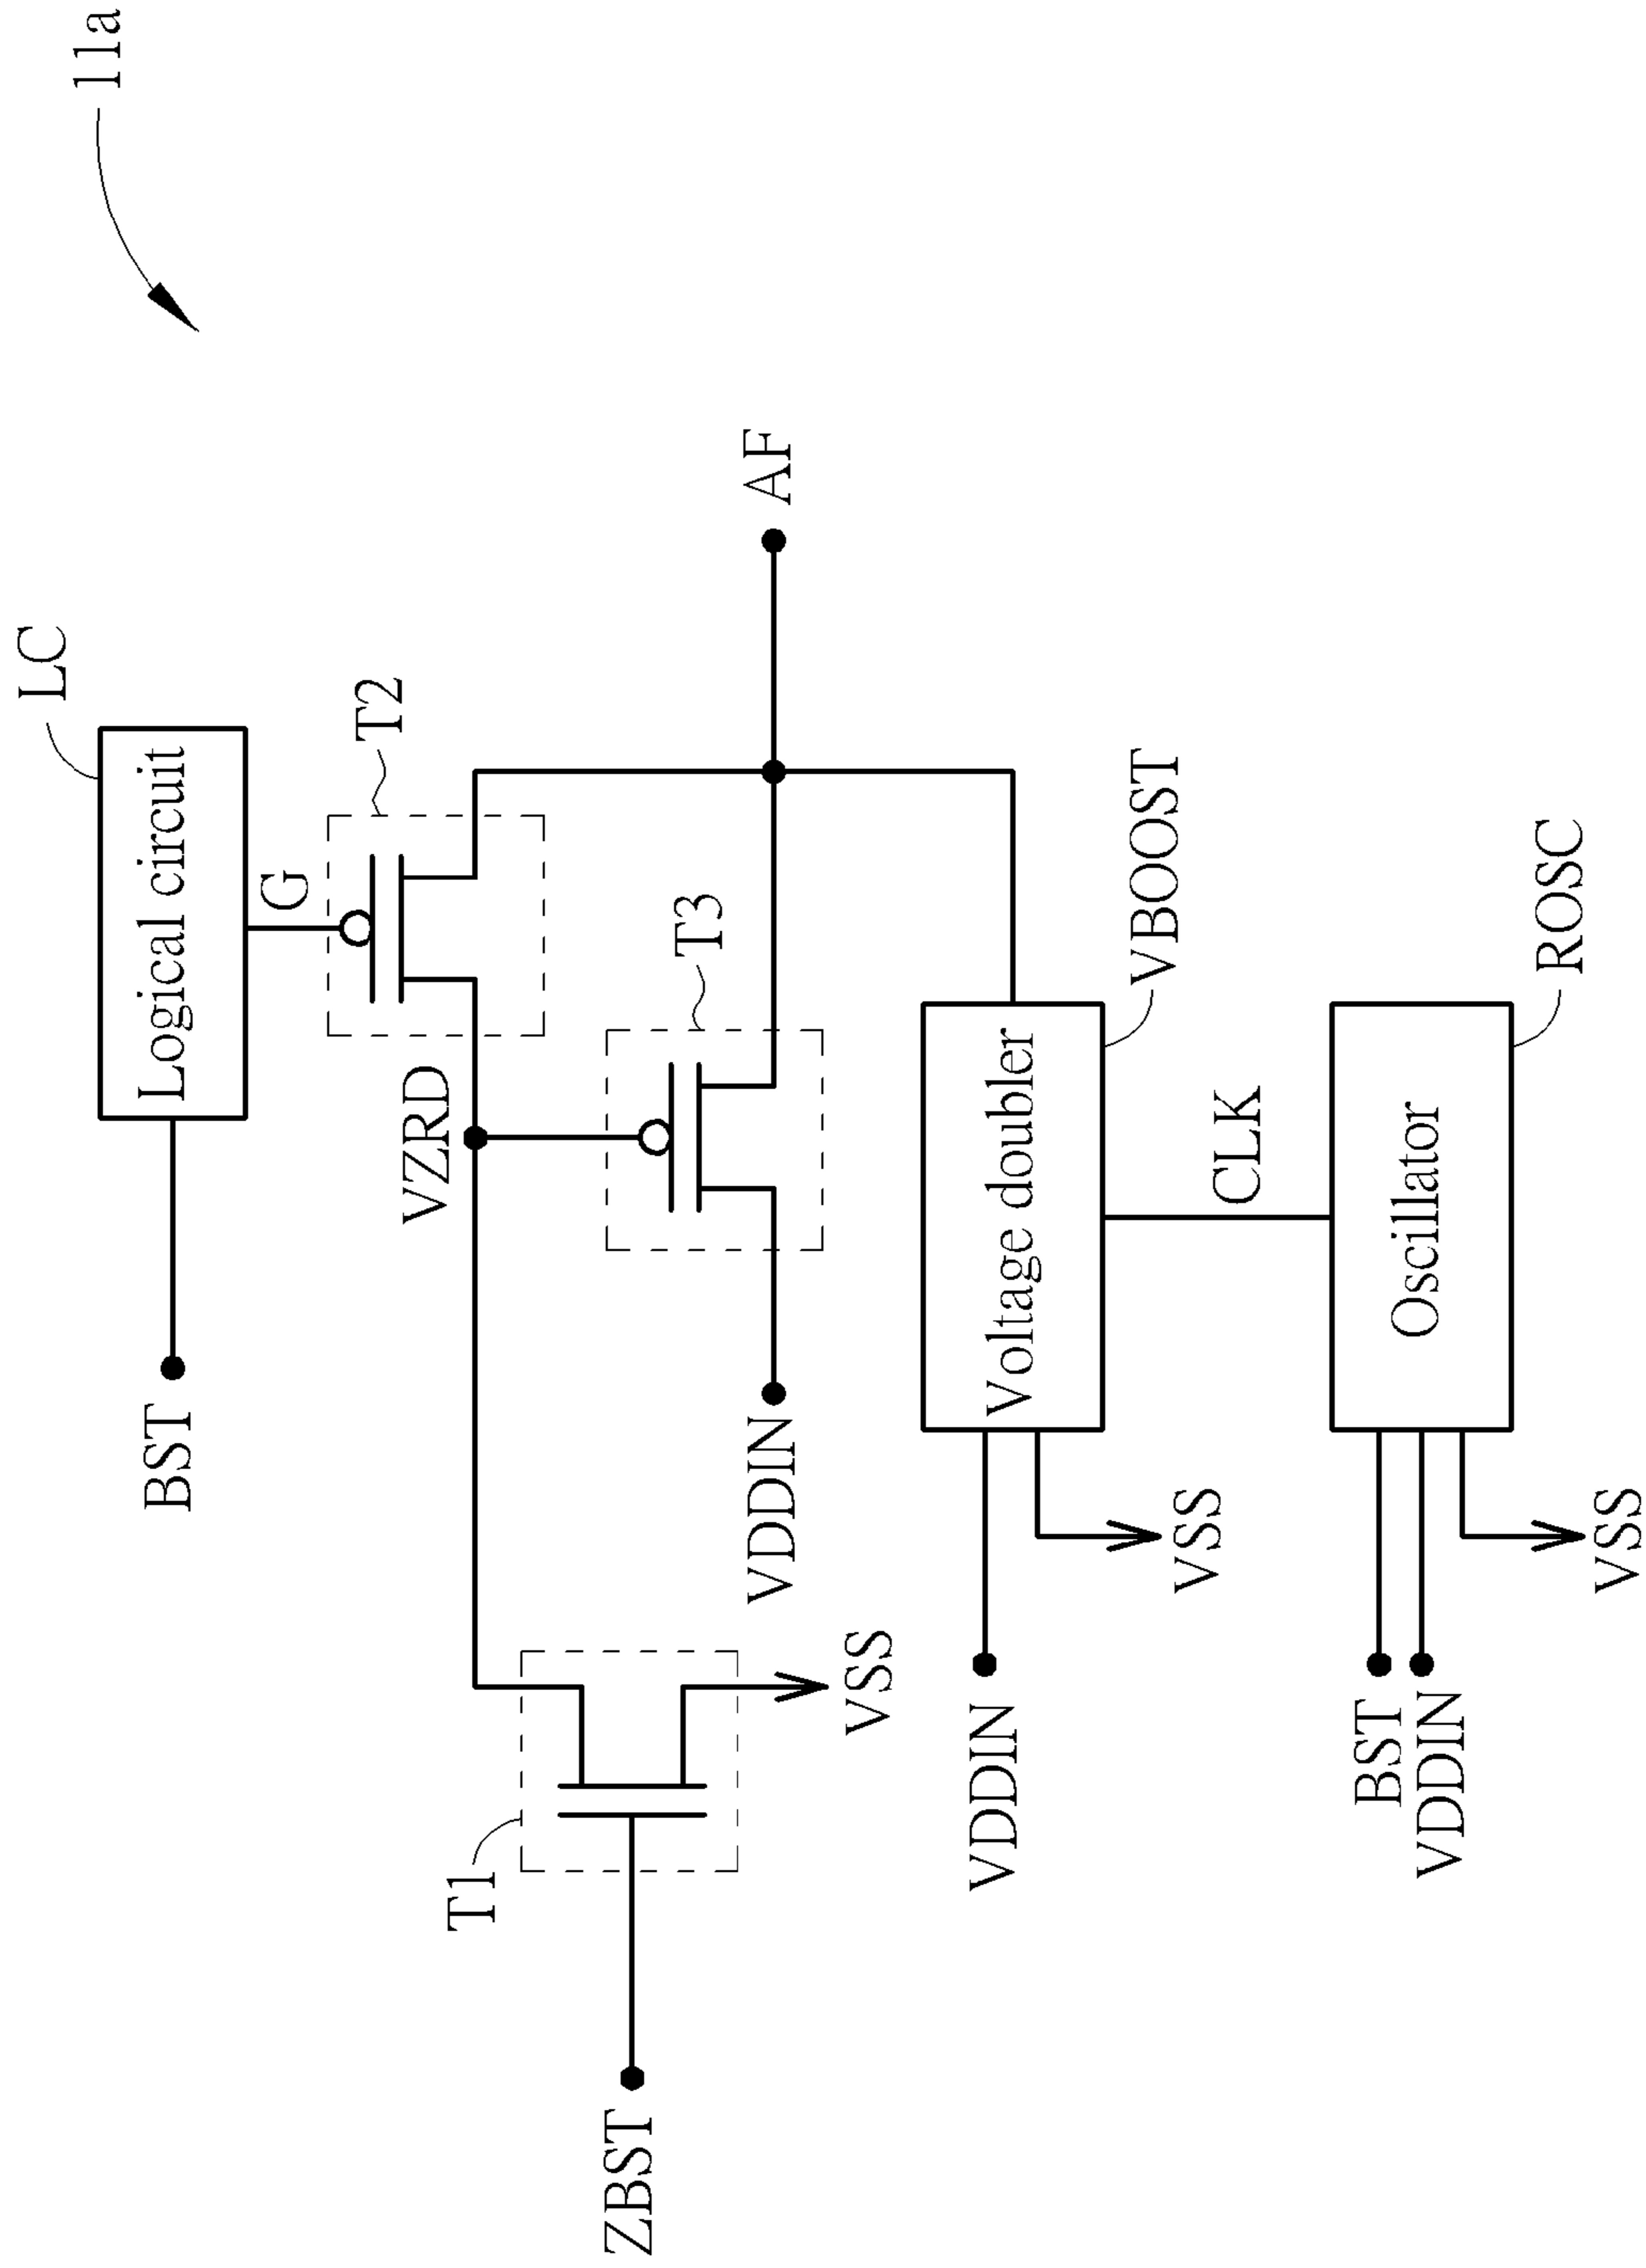 11a
LC
Logical circuit
BST
G
T2
VZRD
T3
AF
VDDIN
T1
ZBST
VSS
VDDIN
Voltage doubler
VBOOST
VSS
CLK
BST
VDDIN
Oscillator
ROSC
VSS